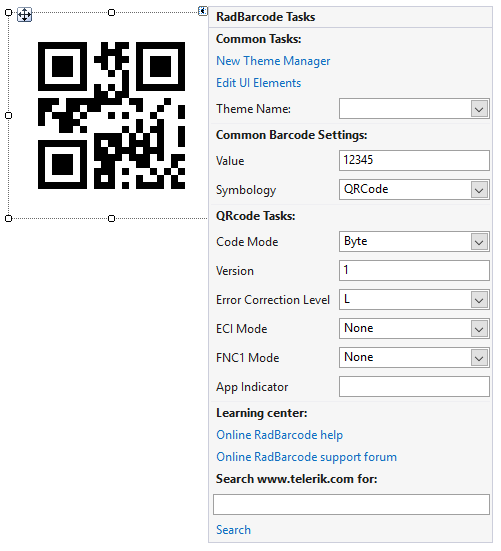 RadBarcode Tasks
Common Tasks:
New Theme Manager
Edit UI Elements
Theme Name:
Common Barcode Settings:
Value 12345
Symbology QRCode
QRcode Tasks:
Code Mode Byte
Version 1
Error Correction Level L
ECI Mode None
FNC1 Mode None
App Indicator
Learning center:
Online RadBarcode help
Online RadBarcode support forum
Search www.telerik.com for:
Search